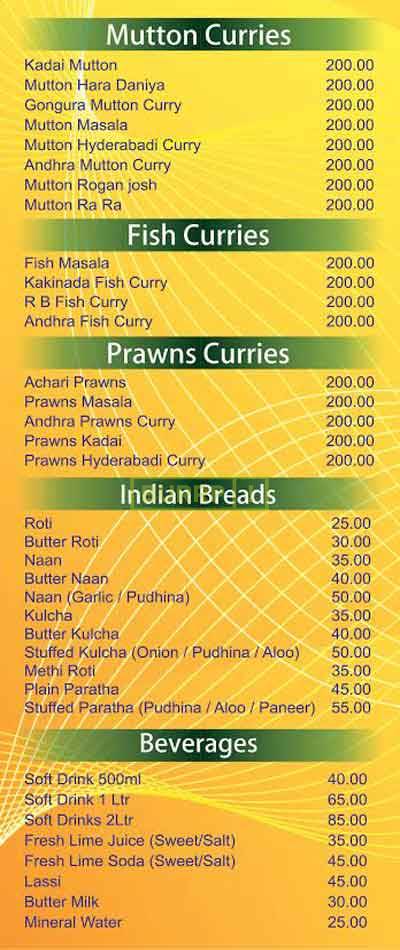 Mutton Curries
Kadai Mutton 200.00
Mutton Hara Daniya 200.00
Gongura Mutton Curry 200.00
Mutton Masala 200.00
Mutton Hyderabadi Curry 200.00
Andhra Mutton Curry 200.00
Mutton Rogan josh 200.00
Mutton Ra Ra 200.00
Fish Curries
Fish Masala 200.00
Kakinada Fish Curry 200.00
R B Fish Curry 200.00
Andhra Fish Curry 200.00
Prawns Curries
Achari Prawns 200.00
Prawns Masala 200.00
Andhra Prawns Curry 200.00
Prawns Kadai 200.00
Prawns Hyderabadi Curry 200.00
Indian Breads
Roti 25.00
Butter Roti 30.00
Naan 35.00
Butter Naan 40.00
Naan (Garlic / Pudhina) 50.00
Kulcha 35.00
Butter Kulcha 40.00
Stuffed Kulcha (Onion / Pudhina / Aloo) 50.00
Methi Roti 35.00
Plain Paratha 45.00
Stuffed Paratha (Pudhina / Aloo / Paneer) 55.00
Beverages
Soft Drink 500ml 40.00
Soft Drink 1 Ltr 65.00
Soft Drinks 2Ltr 85.00
Fresh Lime Juice (Sweet/Salt) 35.00
Fresh Lime Soda (Sweet/Salt) 45.00
Lassi 45.00
Butter Milk 30.00
Mineral Water 25.00